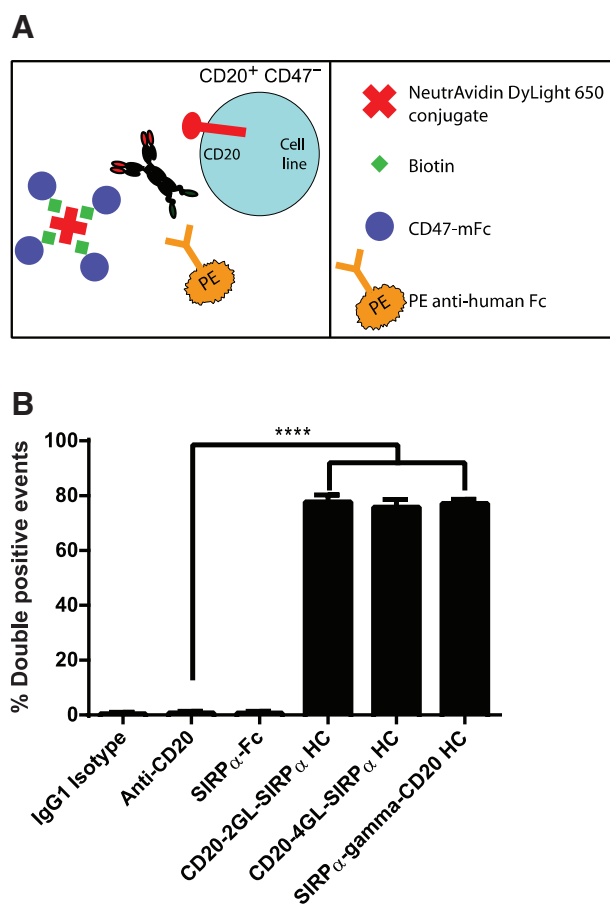 A
CD20+ CD47−
CD20
Cell
line
PE
NeutrAvidin DyLight 650
conjugate
Biotin
CD47-mFc
PE
PE anti-human Fc
B
% Double positive events
100
80
60
40
20
0
****
IgG1 Isotype
Anti-CD20
SIRPα-Fc
CD20-2GL-SIRPα HC
CD20-4GL-SIRPα HC
SIRPα-gamma-CD20 HC